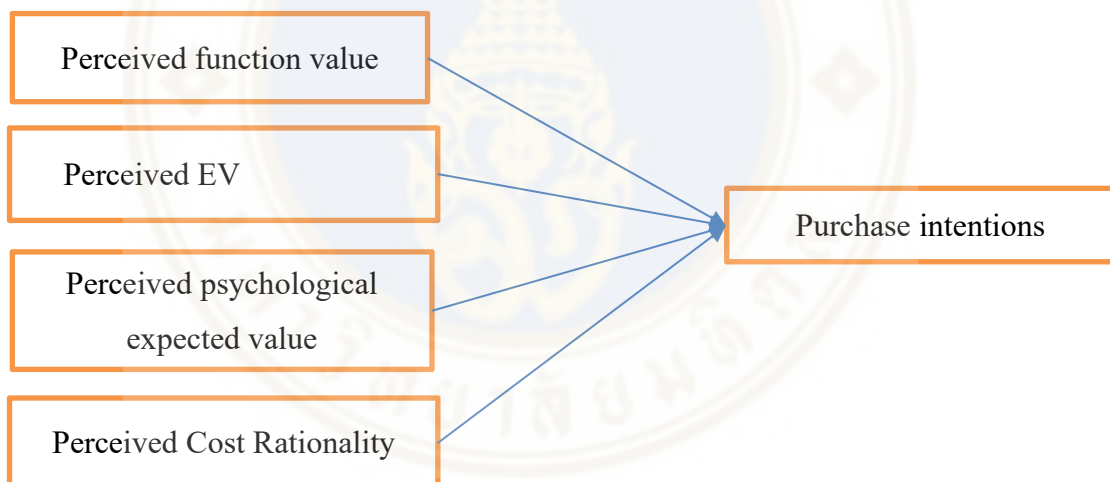 Perceived function value
Perceived EV
Perceived psychological
expected value
Perceived Cost Rationality
Purchase intentions